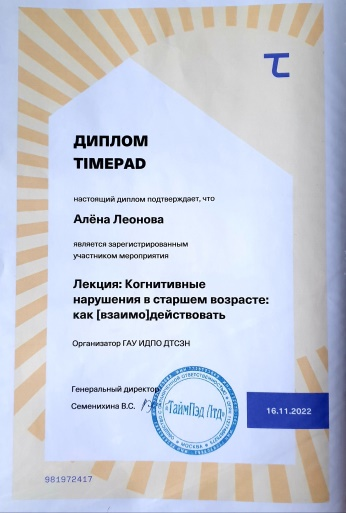 ДИПЛОМ
TIMEPAD
настоящий диплом подтверждает, что
Алёна Леонова
является зарегистрированным
участником мероприятия
Лекция: Когнитивные
нарушения в старшем возрасте:
как [взаимо]действовать
Организатор ГАУ ИДПО ДТСЗН
Генеральный директор
Семенихина В.С.
«ТаймПэд Лтд»
МОСКВА
16.11.2022
981972417